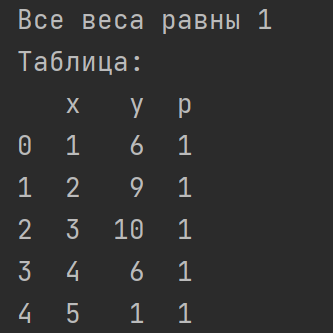 Все веса равны 1
Таблица:
x y p
0 1 6 1
1 2 9 1
2 3 10 1
3 4 6 1
4 5 1 1